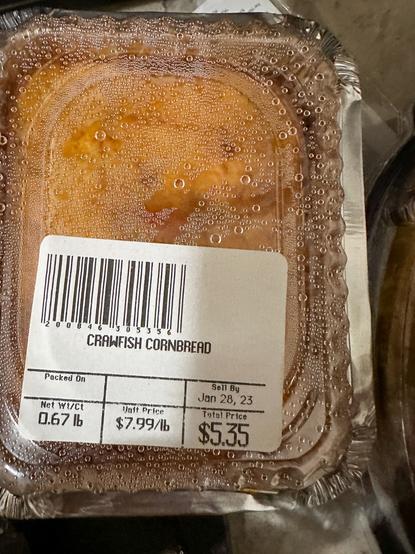 200846 305356
CRAWFISH CORNBREAD
Packed On
Sell By
Jan 28, 23
Net Wt/Ct
Unit Price
Total Price
0.67 lb
$7.99/lb
$5.35